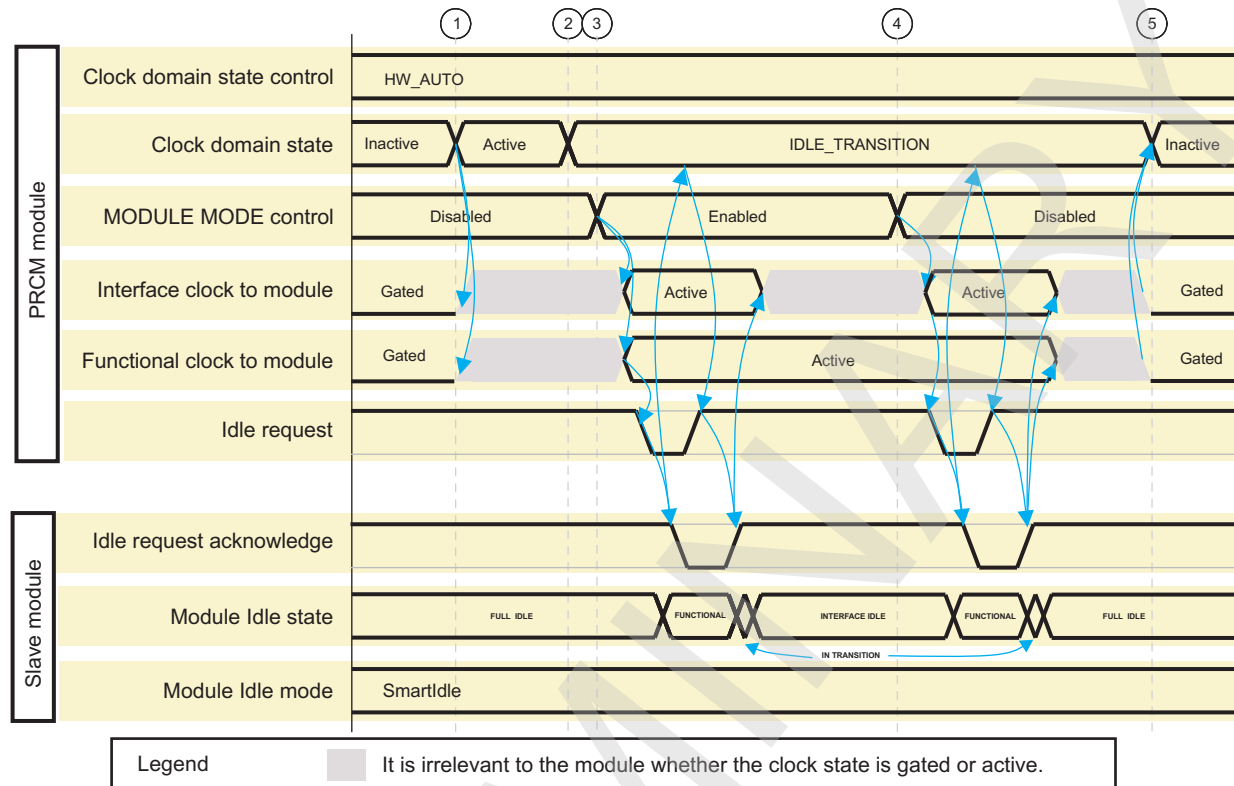 1 2 3 4 5
PRCM module
Clock domain state control HW_AUTO
Clock domain state Inactive Active IDLE_TRANSITION Inactive
MODULE MODE control Disabled Enabled Disabled
Interface clock to module Gated Active Active Gated
Functional clock to module Gated Active Gated
Idle request
Slave module
Idle request acknowledge
Module Idle state FULL IDLE FUNCTIONAL INTERFACE IDLE FUNCTIONAL FULL IDLE
IN TRANSITION
Module Idle mode SmartIdle
Legend It is irrelevant to the module whether the clock state is gated or active.